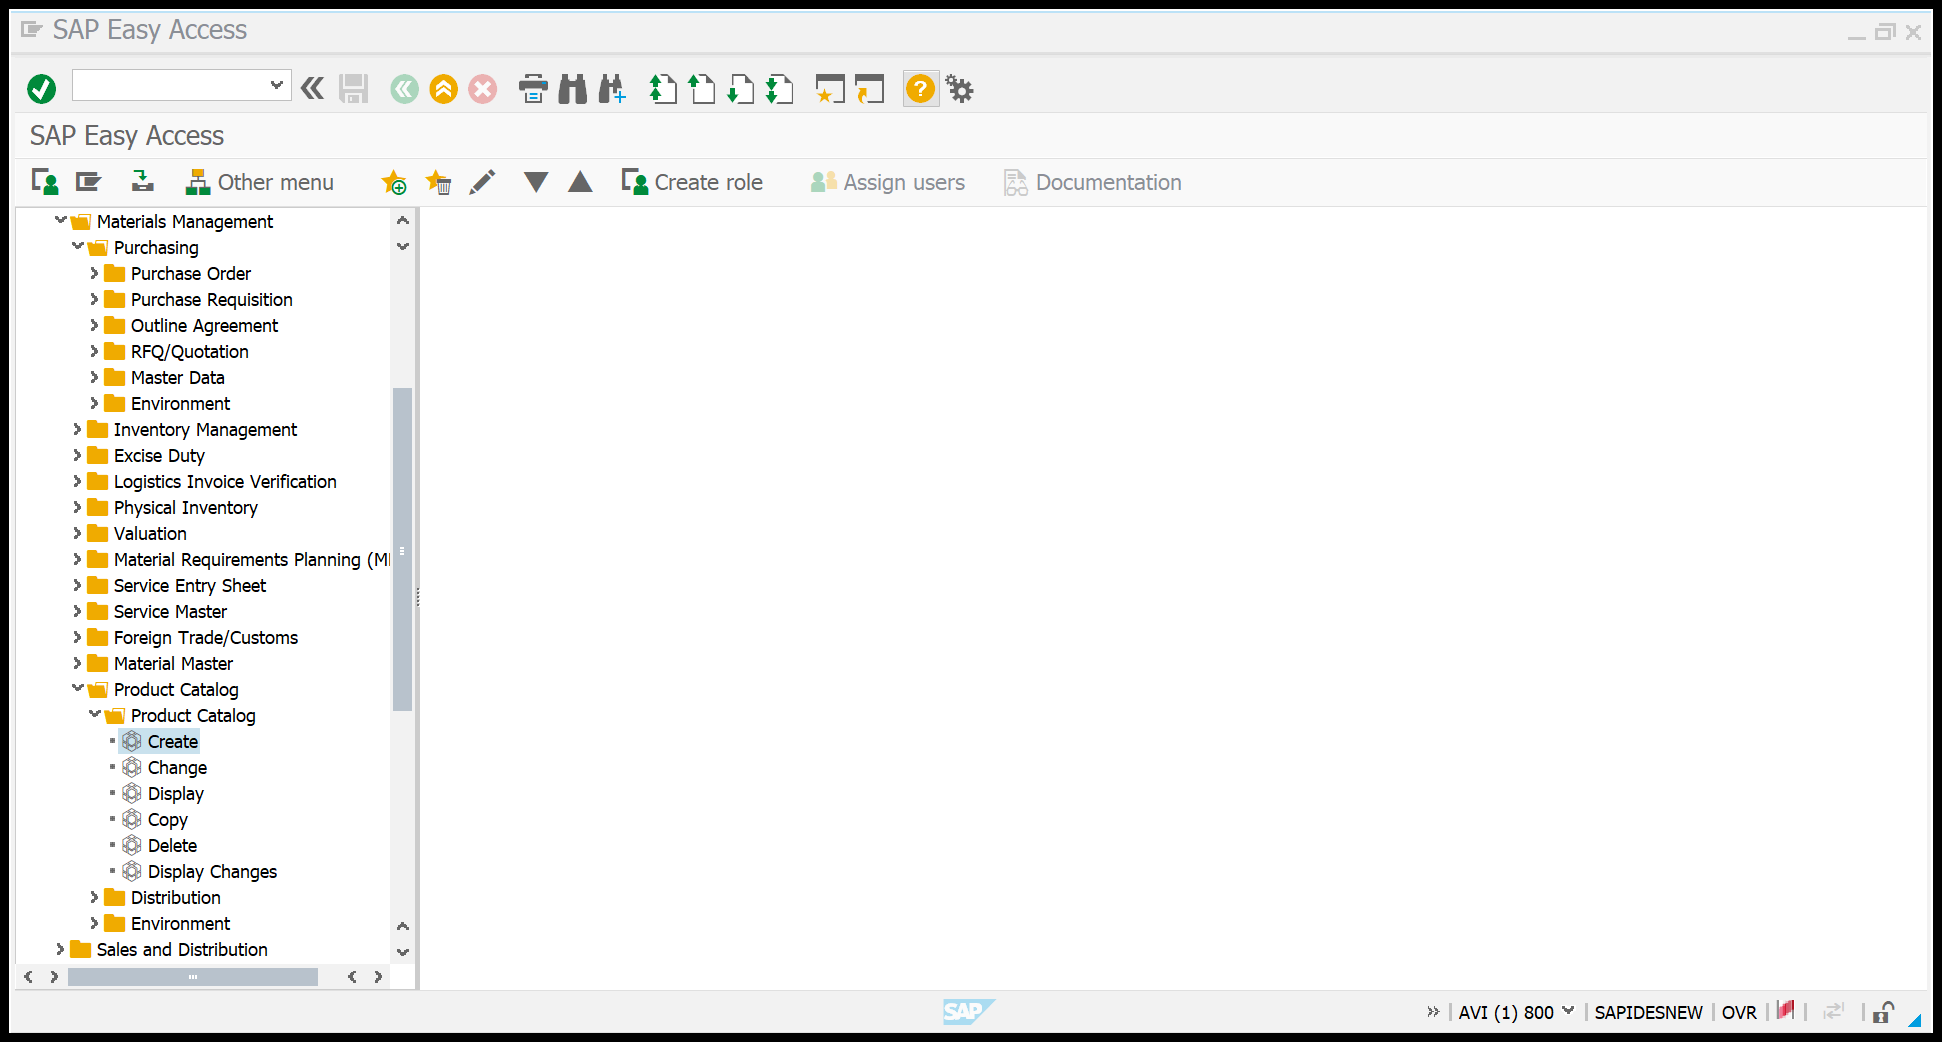 SAP Easy Access
SAP Easy Access
Other menu Create role Assign users Documentation
Materials Management
Purchasing
Purchase Order
Purchase Requisition
Outline Agreement
RFQ/Quotation
Master Data
Environment
Inventory Management
Excise Duty
Logistics Invoice Verification
Physical Inventory
Valuation
Material Requirements Planning (M
Service Entry Sheet
Service Master
Foreign Trade/Customs
Material Master
Product Catalog
Product Catalog
Create
Change
Display
Copy
Delete
Display Changes
Distribution
Environment
Sales and Distribution
SAP AVI (1) 800 SAPIDESNEW OVR